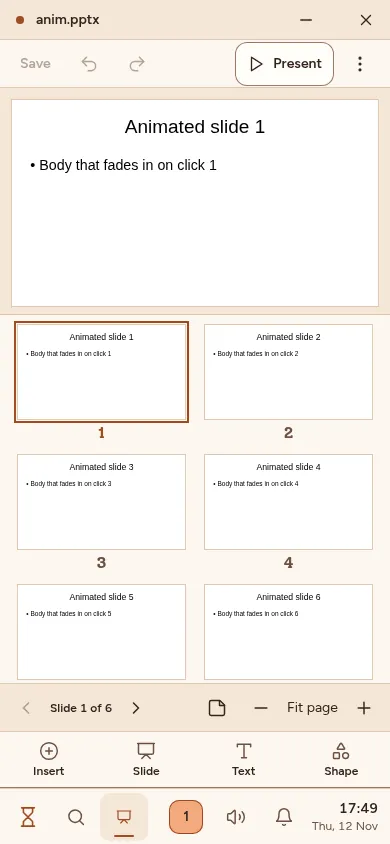 anim.pptx
Save
Present
Animated slide 1
• Body that fades in on click 1
Animated slide 1
• Body that fades in on click 1
1
Animated slide 2
• Body that fades in on click 2
2
Animated slide 3
• Body that fades in on click 3
3
Animated slide 4
• Body that fades in on click 4
4
Animated slide 5
• Body that fades in on click 5
Animated slide 6
• Body that fades in on click 6
Slide 1 of 6
Fit page
Insert
Slide
Text
Shape
1
17:49
Thu, 12 Nov